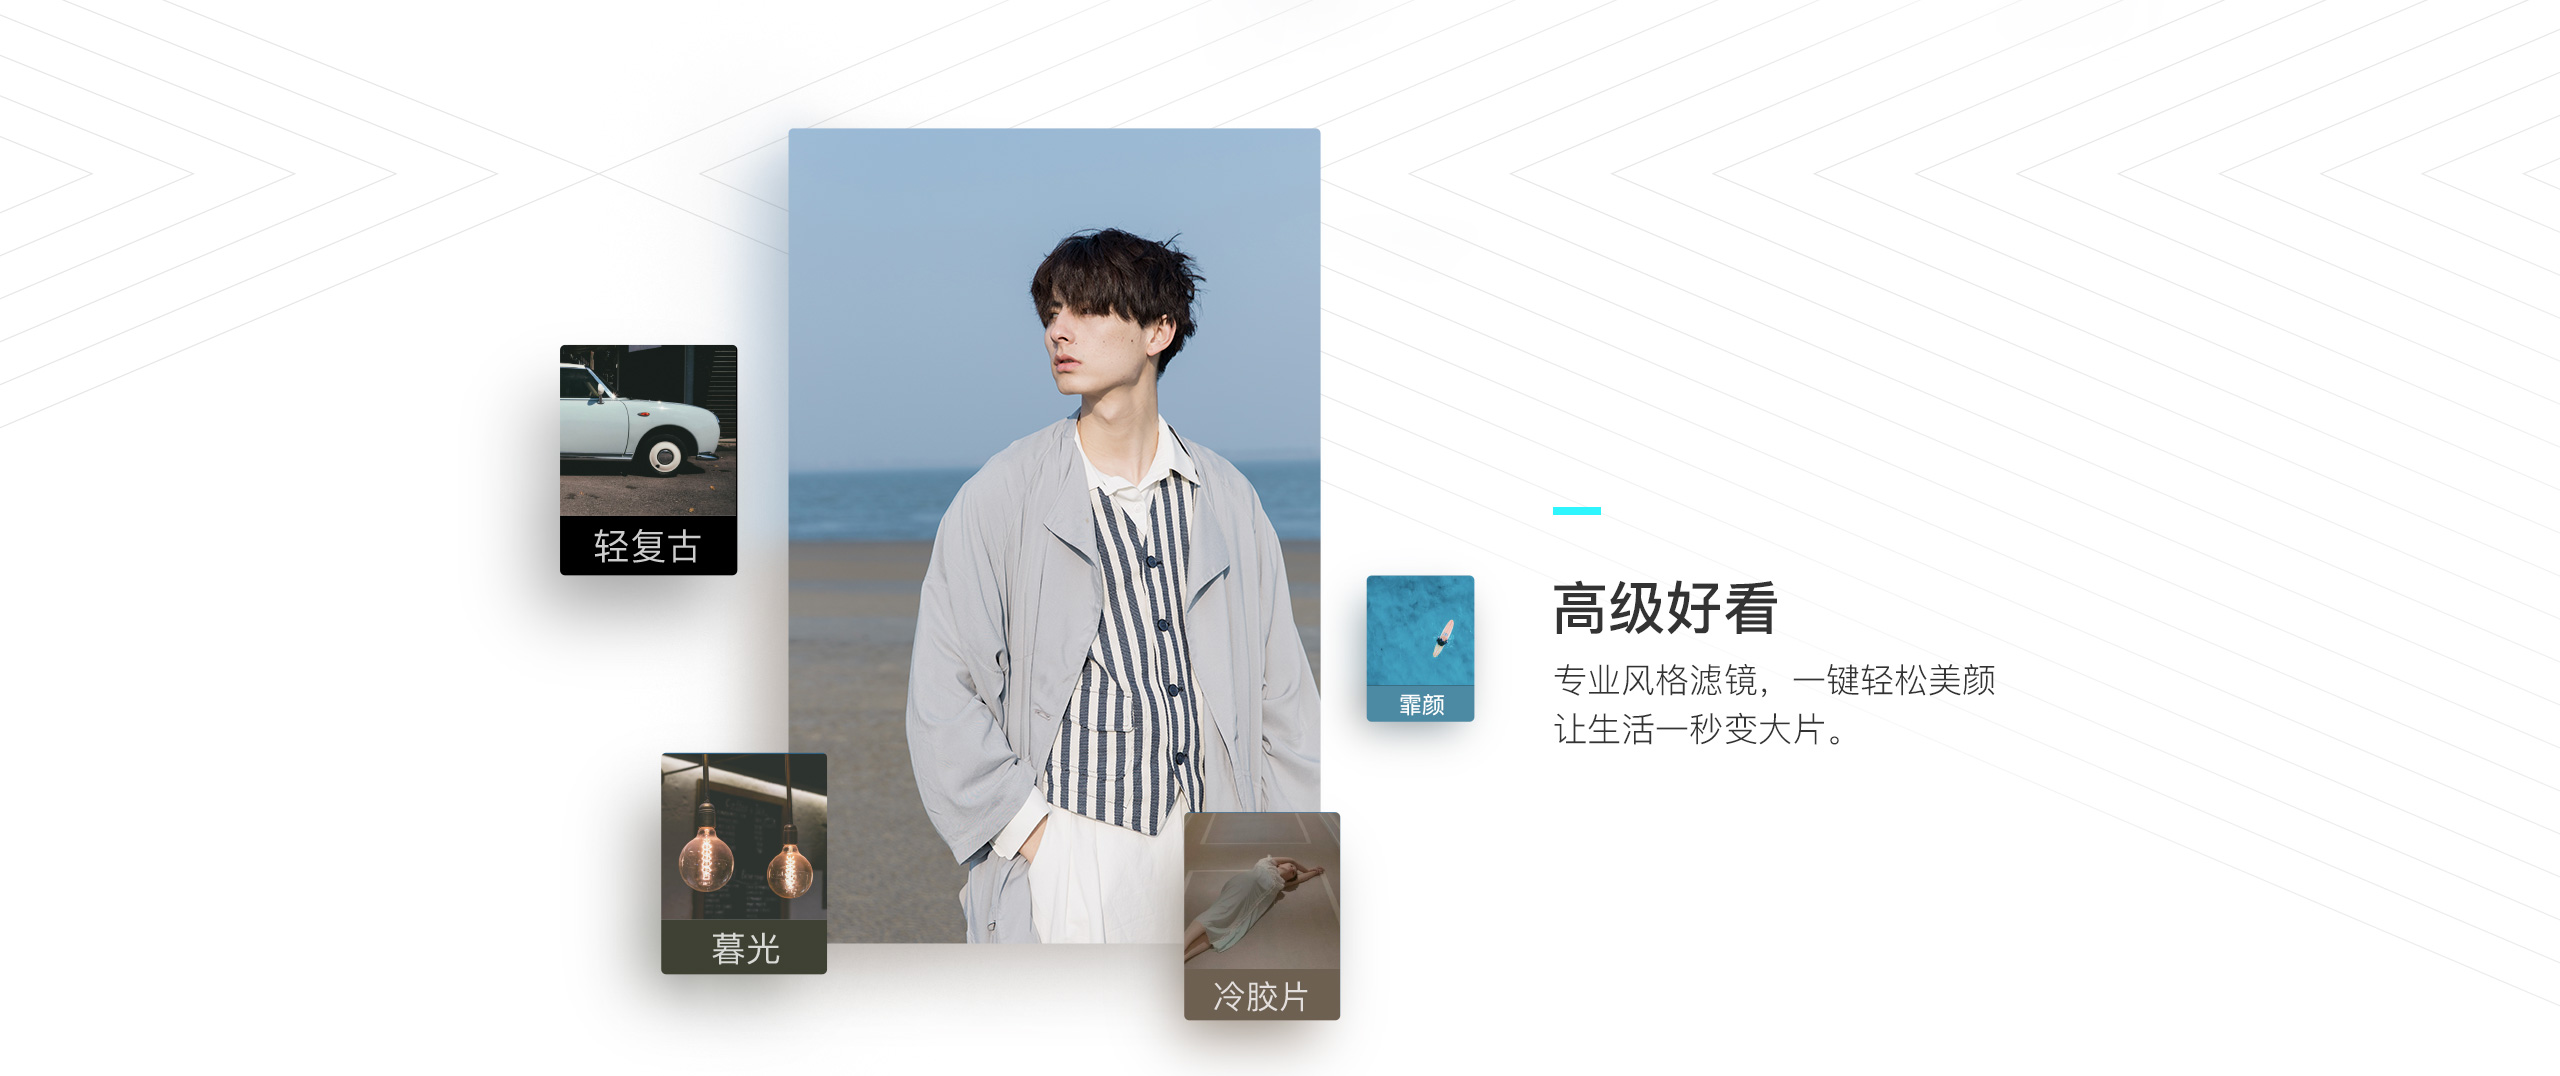 轻复古
高级好看
专业风格滤镜，一键轻松美颜
让生活一秒变大片。
霏颜
暮光
冷胶片